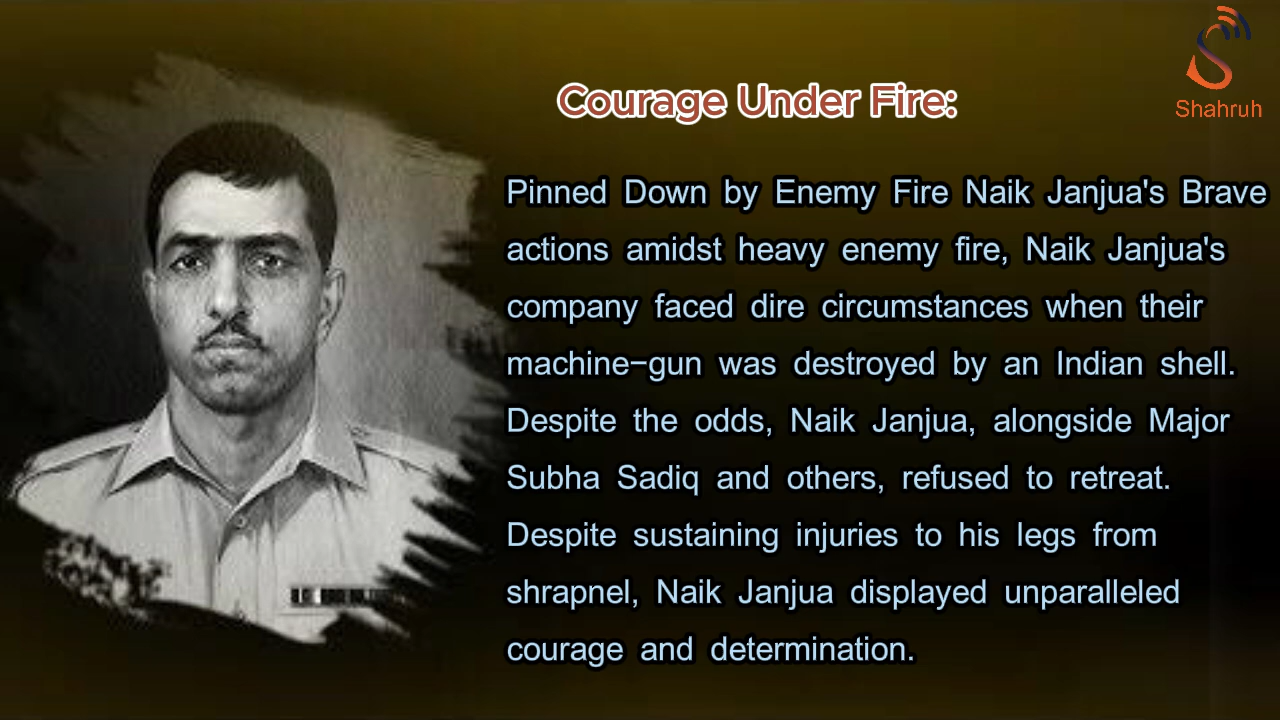 Shahruh
Courage Under Fire:
Pinned Down by Enemy Fire Naik Janjua's Brave
actions amidst heavy enemy fire, Naik Janjua's
company faced dire circumstances when their
machine-gun was destroyed by an Indian shell.
Despite the odds, Naik Janjua, alongside Major
Subha Sadiq and others, refused to retreat.
Despite sustaining injuries to his legs from
shrapnel, Naik Janjua displayed unparalleled
courage and determination.